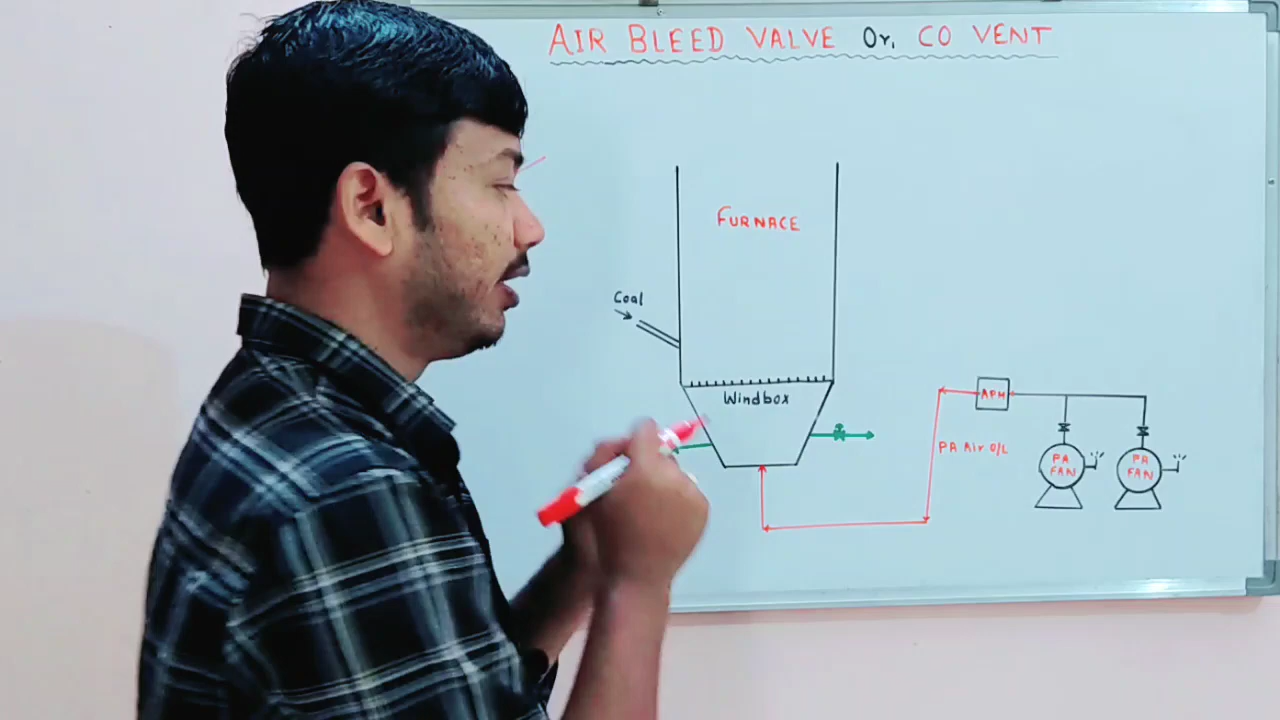 AIR BLEED VALVE Or, CO VENT
FURNACE
Coal
Windbox
APH
PA Air O/L
PA
FAN
PA
FAN